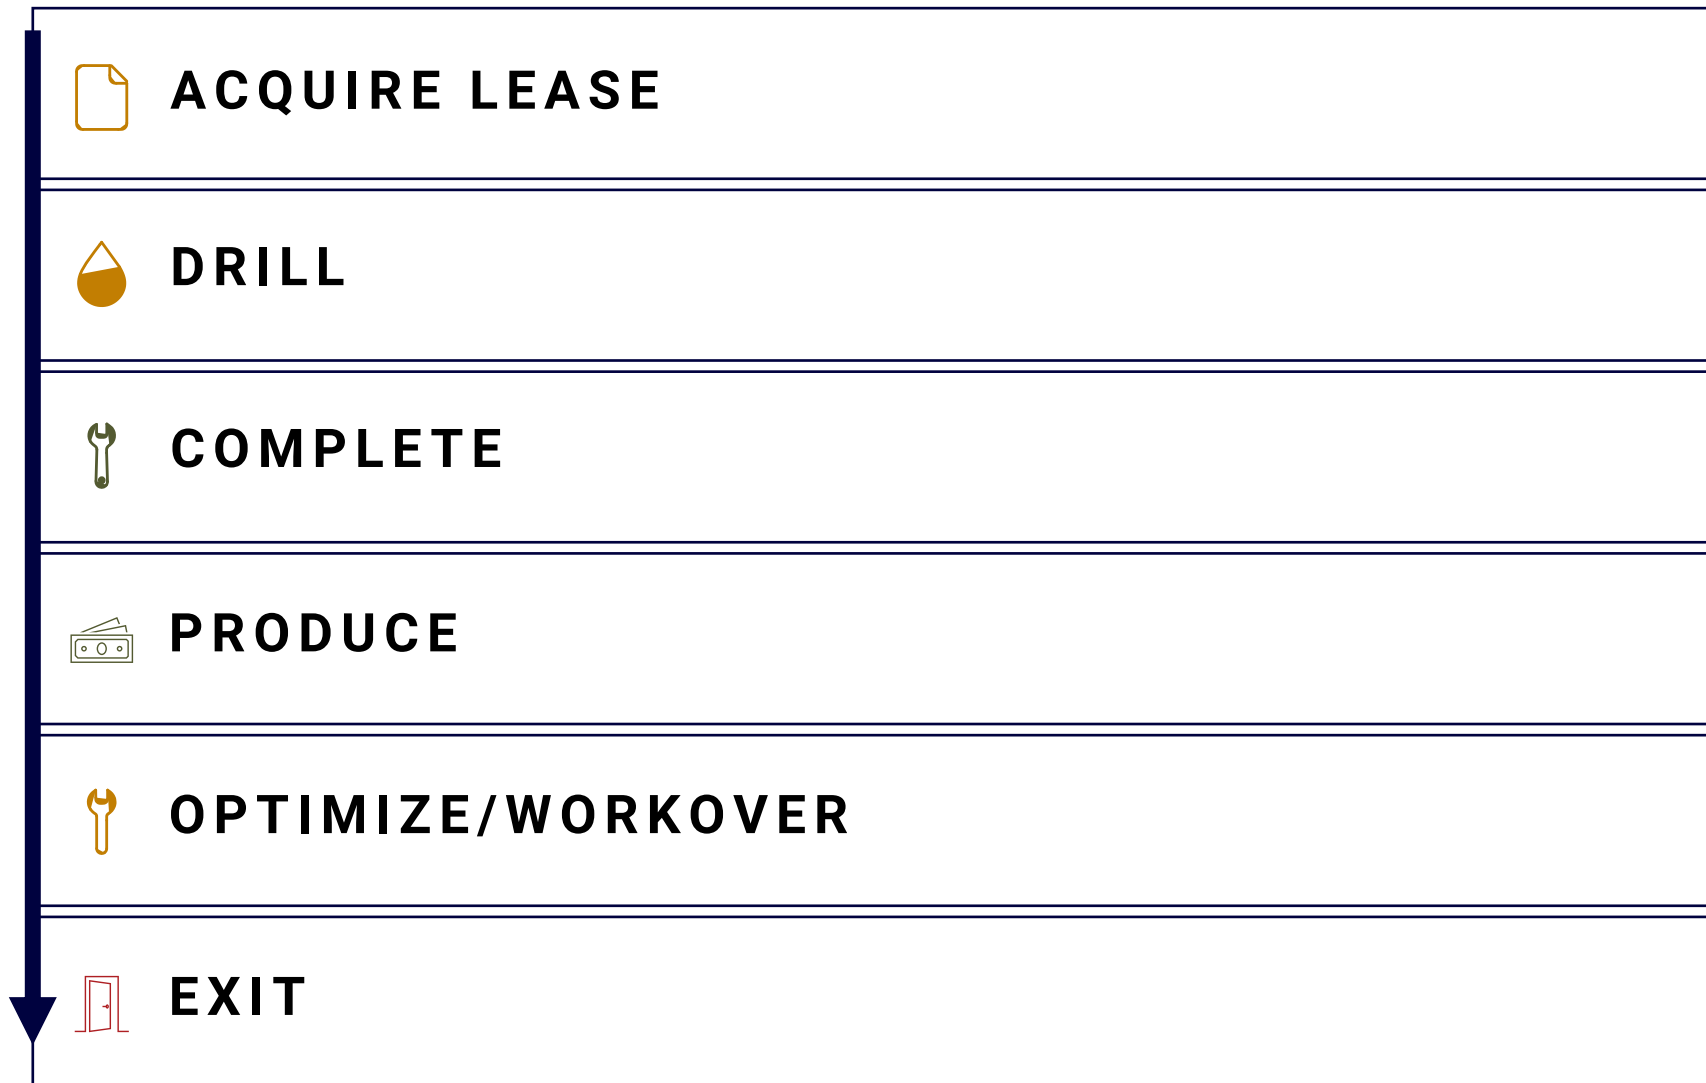 ACQUIRE LEASE
DRILL
COMPLETE
PRODUCE
OPTIMIZE/WORKOVER
EXIT